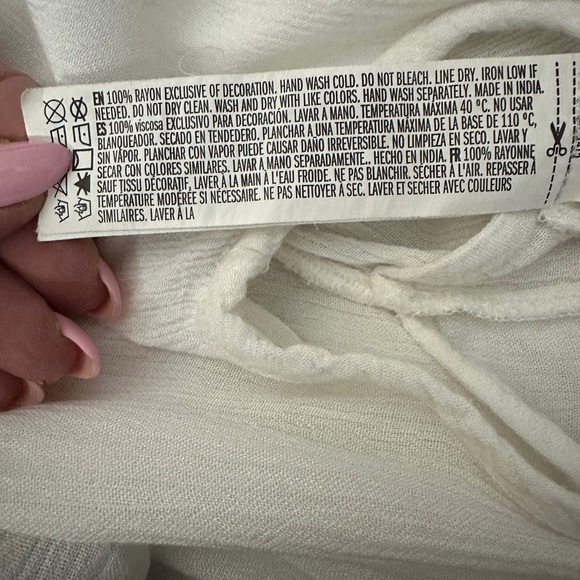 EN 100% RAYON EXCLUSIVE OF DECORATION. HAND WASH COLD. DO NOT BLEACH. LINE DRY. IRON LOW IF
NEEDED. DO NOT DRY CLEAN. WASH AND DRY WITH LIKE COLORS. HAND WASH SEPARATELY. MADE IN INDIA.
ES 100% viscosa EXCLUSIVO PARA DECORACIÓN. LAVAR A MANO. TEMPERATURA MÁXIMA 40 ºC. NO USAR
BLANQUEADOR. SECADO EN TENDEDERO. PLANCHAR A UNA TEMPERATURA MÁXIMA DE LA BASE DE 110 ºC,
SIN VAPOR. PLANCHAR CON VAPOR PUEDE CAUSAR DAÑO IRREVERSIBLE. NO LIMPIEZA EN SECO. LAVAR Y
SECAR CON COLORES SIMILARES. LAVAR A MANO SEPARADAMENTE.. HECHO EN INDIA. FR 100% RAYONNE,
SAUF TISSU DÉCORATIF, LAVER À LA MAIN À L'EAU FROIDE. NE PAS BLANCHIR. SÉCHER À L'AIR. REPASSER À
TEMPÉRATURE MODÉRÉE SI NÉCESSAIRE. NE PAS NETTOYER À SEC. LAVER ET SECHER AVEC COULEURS
SIMILAIRES. LAVER À LA